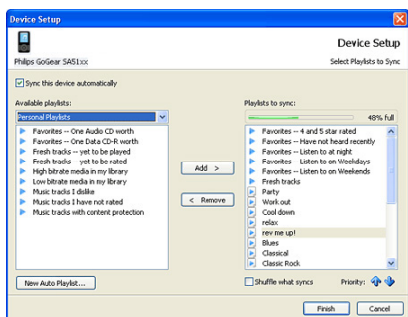 Device Setup
Device Setup
Philips GoGear SA51xx
Select Playlists to Sync
Sync this device automatically
Available playlists:
Personal Playlists
Favorites -- One Audio CD worth
Favorites -- One Data CD-R worth
Fresh tracks -- yet to be played
Fresh tracks -- yet to be rated
High bitrate media in my library
Low bitrate media in my library
Music tracks I dislike
Music tracks I have not rated
Music tracks with content protection
New Auto Playlist...
Add >
< Remove
Playlists to sync:
48% full
Favorites -- 4 and 5 star rated
Favorites -- Have not heard recently
Favorites -- Listen to at night
Favorites -- Listen to on Weekdays
Favorites -- Listen to on Weekends
Fresh tracks
Party
Work out
Cool down
relax
rev me up!
Blues
Classical
Classic Rock
Shuffle what syncs
Priority:
Finish
Cancel